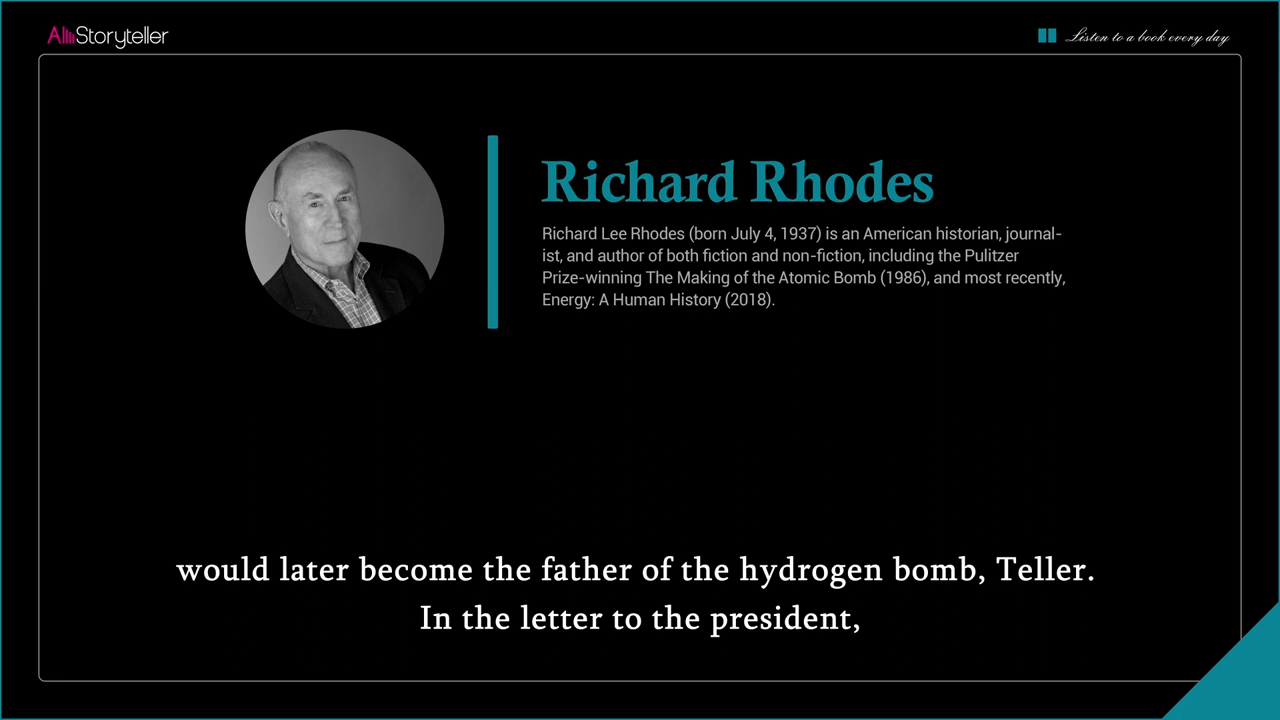 AllStoryteller
Listen to a book every day
Richard Rhodes
Richard Lee Rhodes (born July 4, 1937) is an American historian, journal-
ist, and author of both fiction and non-fiction, including the Pulitzer
Prize-winning The Making of the Atomic Bomb (1986), and most recently,
Energy: A Human History (2018).
would later become the father of the hydrogen bomb, Teller.
In the letter to the president,